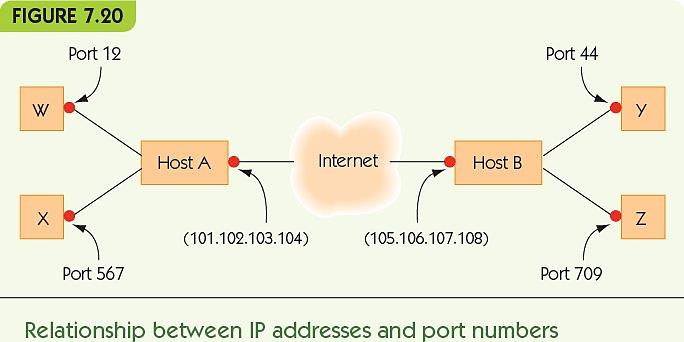 FIGURE 7.20
Port 12
Port 44
W
Y
Host A
Internet
Host B
X
Z
(101.102.103.104)
(105.106.107.108)
Port 567
Port 709
Relationship between IP addresses and port numbers